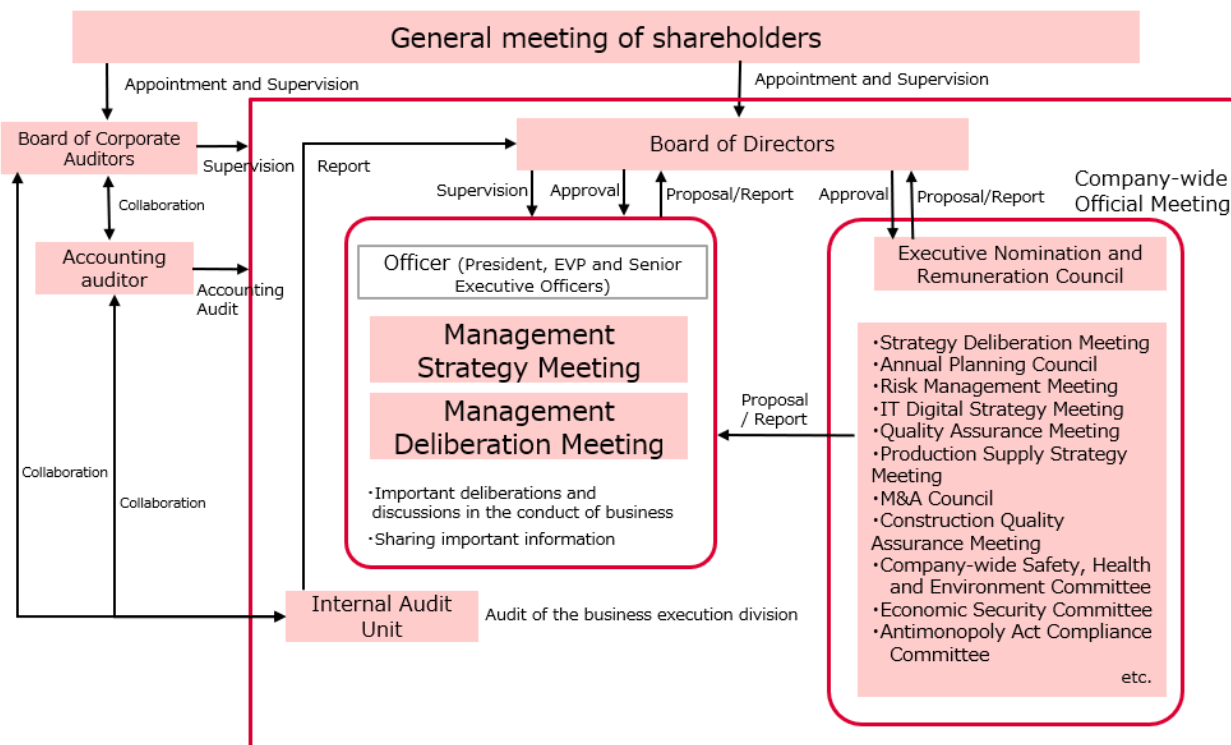 General meeting of shareholders
Appointment and Supervision
Appointment and Supervision
Board of Corporate
Auditors
Supervision
Report
Board of Directors
Collaboration
Supervision
Approval
Proposal/Report
Approval
Proposal/Report
Company-wide
Official Meeting
Accounting
auditor
Accounting
Audit
Officer (President, EVP and Senior
Executive Officers)
Executive Nomination and
Remuneration Council
Management
Strategy Meeting
Management
Deliberation Meeting
・Important deliberations and
discussions in the conduct of business
・Sharing important information
Proposal
/ Report
・Strategy Deliberation Meeting
・Annual Planning Council
・Risk Management Meeting
・IT Digital Strategy Meeting
・Quality Assurance Meeting
・Production Supply Strategy
Meeting
・M&A Council
・Construction Quality
Assurance Meeting
・Company-wide Safety, Health
and Environment Committee
・Economic Security Committee
・Antimonopoly Act Compliance
Committee
etc.
Collaboration
Collaboration
Internal Audit
Unit
Audit of the business execution division